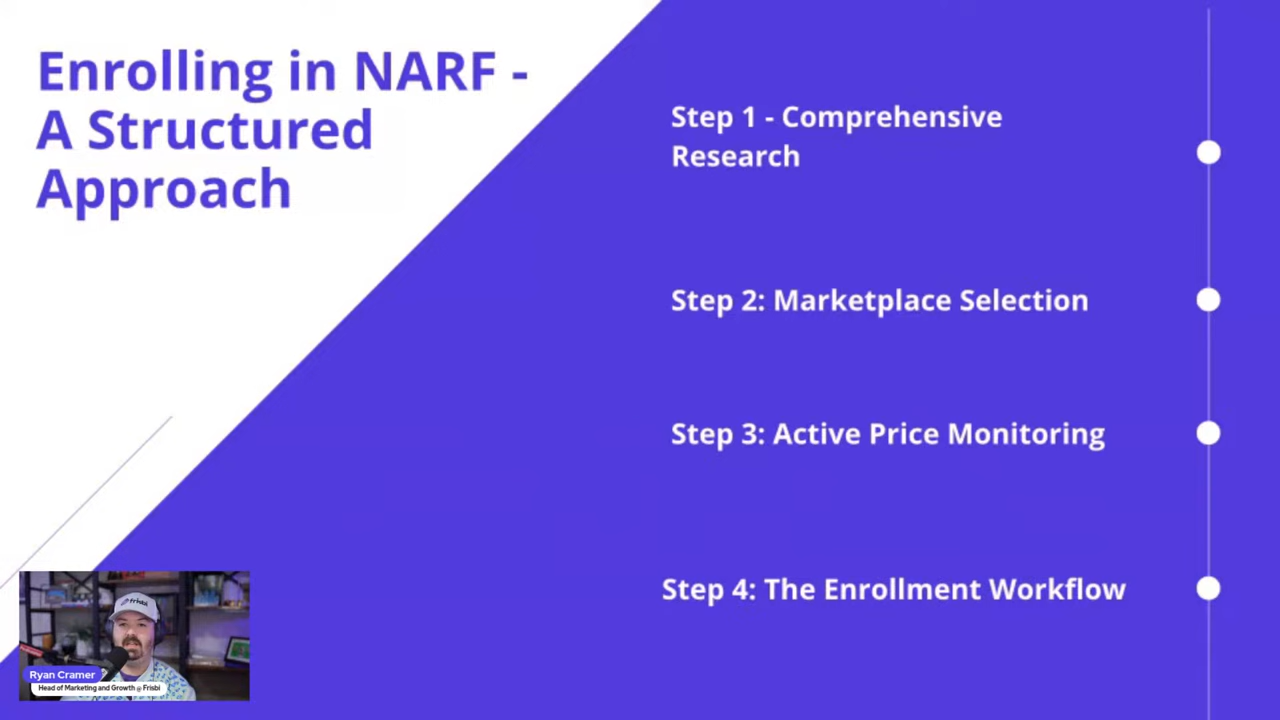 Enrolling in NARF -
A Structured
Approach
Step 1 - Comprehensive
Research
Step 2: Marketplace Selection
Step 3: Active Price Monitoring
Step 4: The Enrollment Workflow
frisbi
Ryan Cramer
Head of Marketing and Growth @ Frisbi